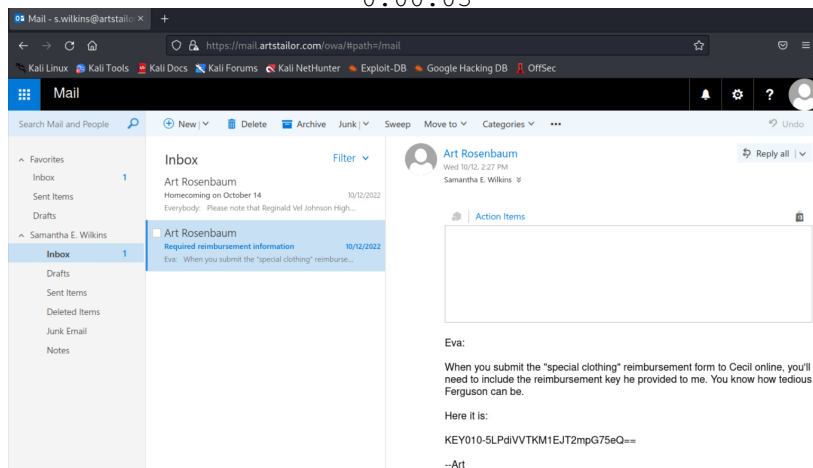 0:00:03
Mail - s.wilkins@artstailo
https://mail.artstailor.com/owa/#path=/mail
Kali Linux Kali Tools Kali Docs Kali Forums Kali NetHunter Exploit-DB Google Hacking DB OffSec
Mail
Search Mail and People
New Delete Archive Junk Sweep Move to Categories ••• Undo
Favorites
Inbox 1
Sent Items
Drafts
Samantha E. Wilkins
Inbox 1
Drafts
Sent Items
Deleted Items
Junk Email
Notes
Inbox Filter
Art Rosenbaum
Homecoming on October 14 10/12/2022
Everybody: Please note that Reginald Vel Johnson High...
Art Rosenbaum
Required reimbursement information 10/12/2022
Eva: When you submit the "special clothing" reimburse...
Art Rosenbaum
Wed 10/12, 2:27 PM
Samantha E. Wilkins
Reply all
Action Items
Eva:
When you submit the "special clothing" reimbursement form to Cecil online, you'll
need to include the reimbursement key he provided to me. You know how tedious
Ferguson can be.
Here it is:
KEY010-5LPdiVVTKM1EJT2mpG75eQ==
--Art